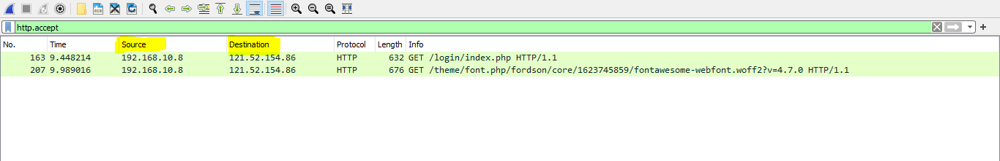 http.accept
No. Time Source Destination Protocol Length Info
163 9.448214 192.168.10.8 121.52.154.86 HTTP 632 GET /login/index.php HTTP/1.1
207 9.989016 192.168.10.8 121.52.154.86 HTTP 676 GET /theme/font.php/fordson/core/1623745859/fontawesome-webfont.woff2?v=4.7.0 HTTP/1.1